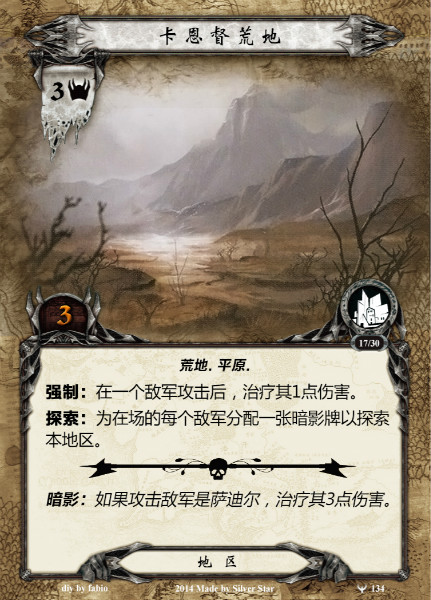 卡恩督荒地
3
3
17/30
荒地. 平原.
强制：在一个敌军攻击后，治疗其1点伤害。
探索：为在场的每个敌军分配一张暗影牌以探索
本地区。
暗影：如果攻击敌军是萨迪尔，治疗其3点伤害。
地 区
diy by fabio 2014 Made by Silver Star 134